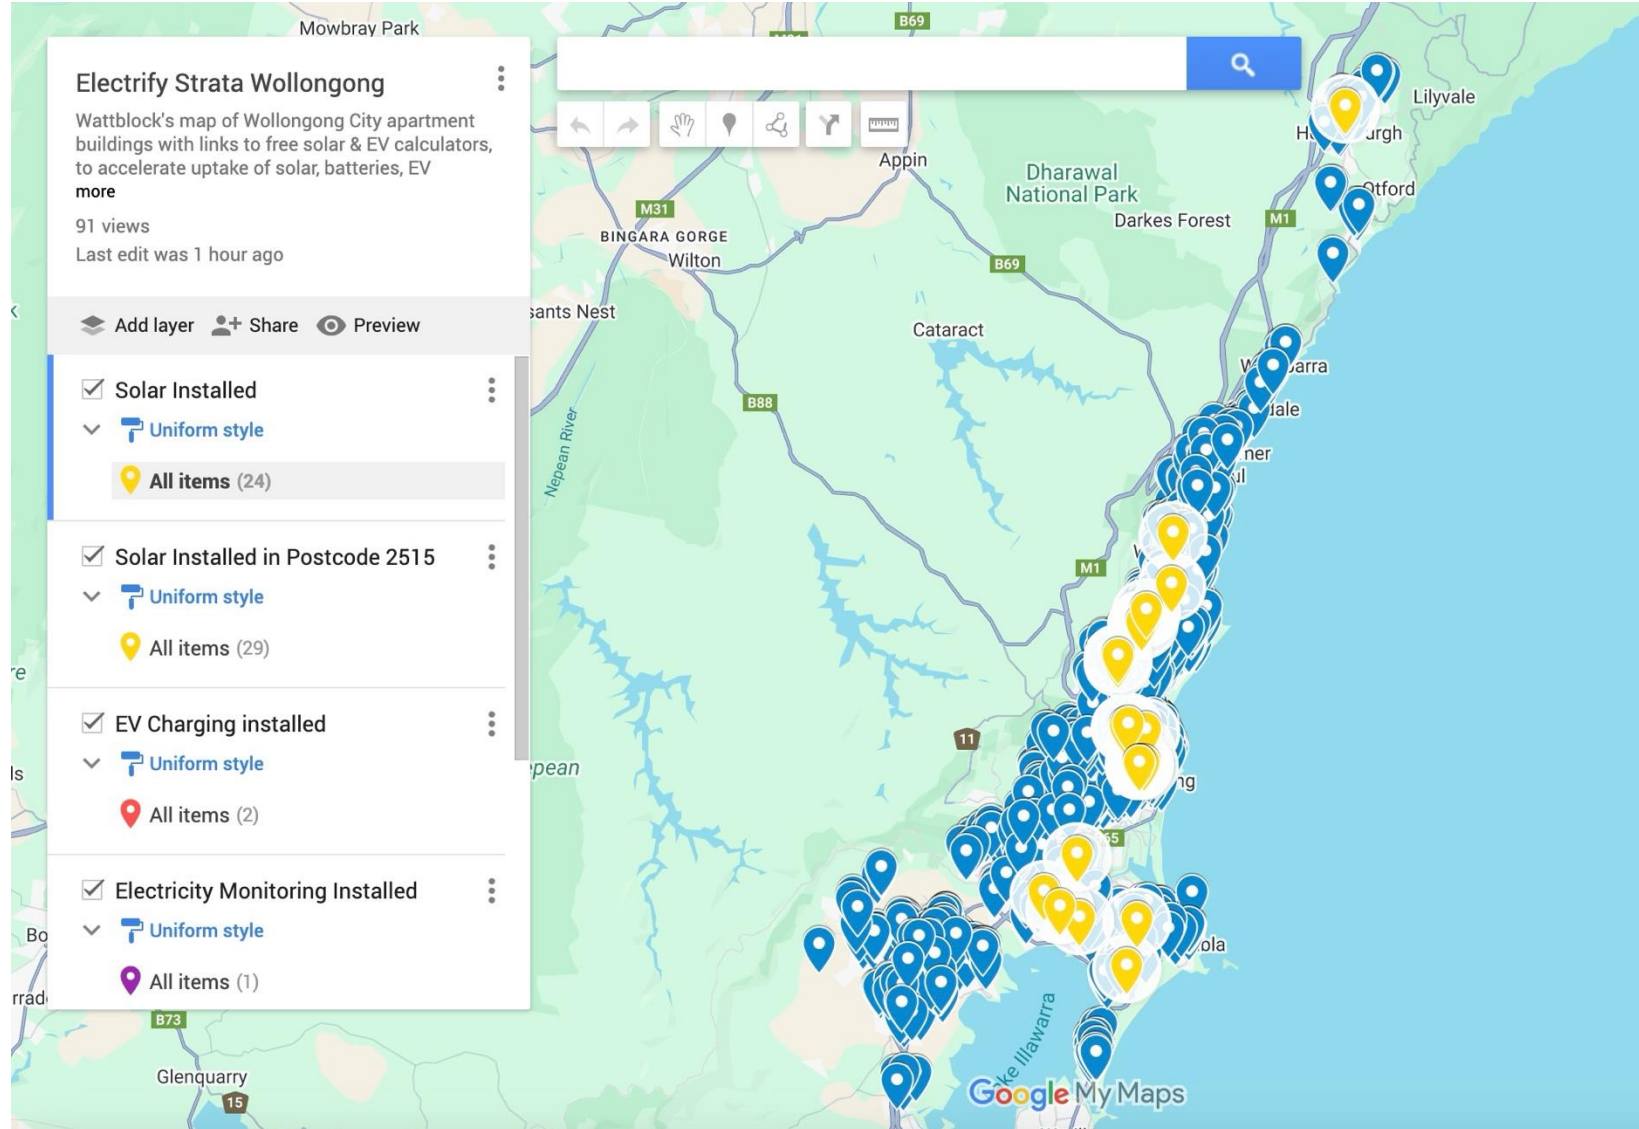 Electrify Strata Wollongong
Wattblock's map of Wollongong City apartment
buildings with links to free solar & EV calculators,
to accelerate uptake of solar, batteries, EV
more
91 views
Last edit was 1 hour ago
Add layer
Share
Preview
Solar Installed
Uniform style
All items (24)
Solar Installed in Postcode 2515
Uniform style
All items (29)
EV Charging installed
Uniform style
All items (2)
Electricity Monitoring Installed
Uniform style
All items (1)
Mowbray Park
B69
Lilyvale
Appin
Dharawal
National Park
Otford
Darkes Forest
M1
M31
BINGARA GORGE
Wilton
B69
Cataract
B88
Nepean River
M1
11
B73
Glenquarry
15
Google My Maps